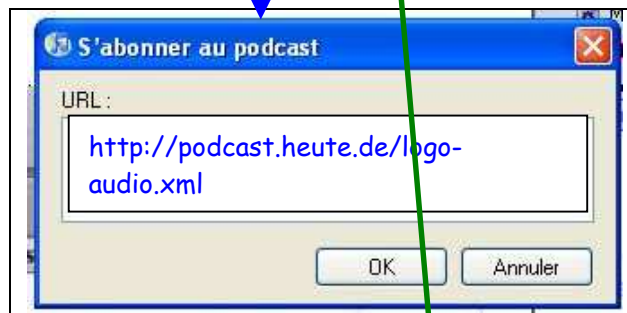 S'abonner au podcast
URL :
http://podcast.heute.de/logo-
audio.xml
OK
Annuler